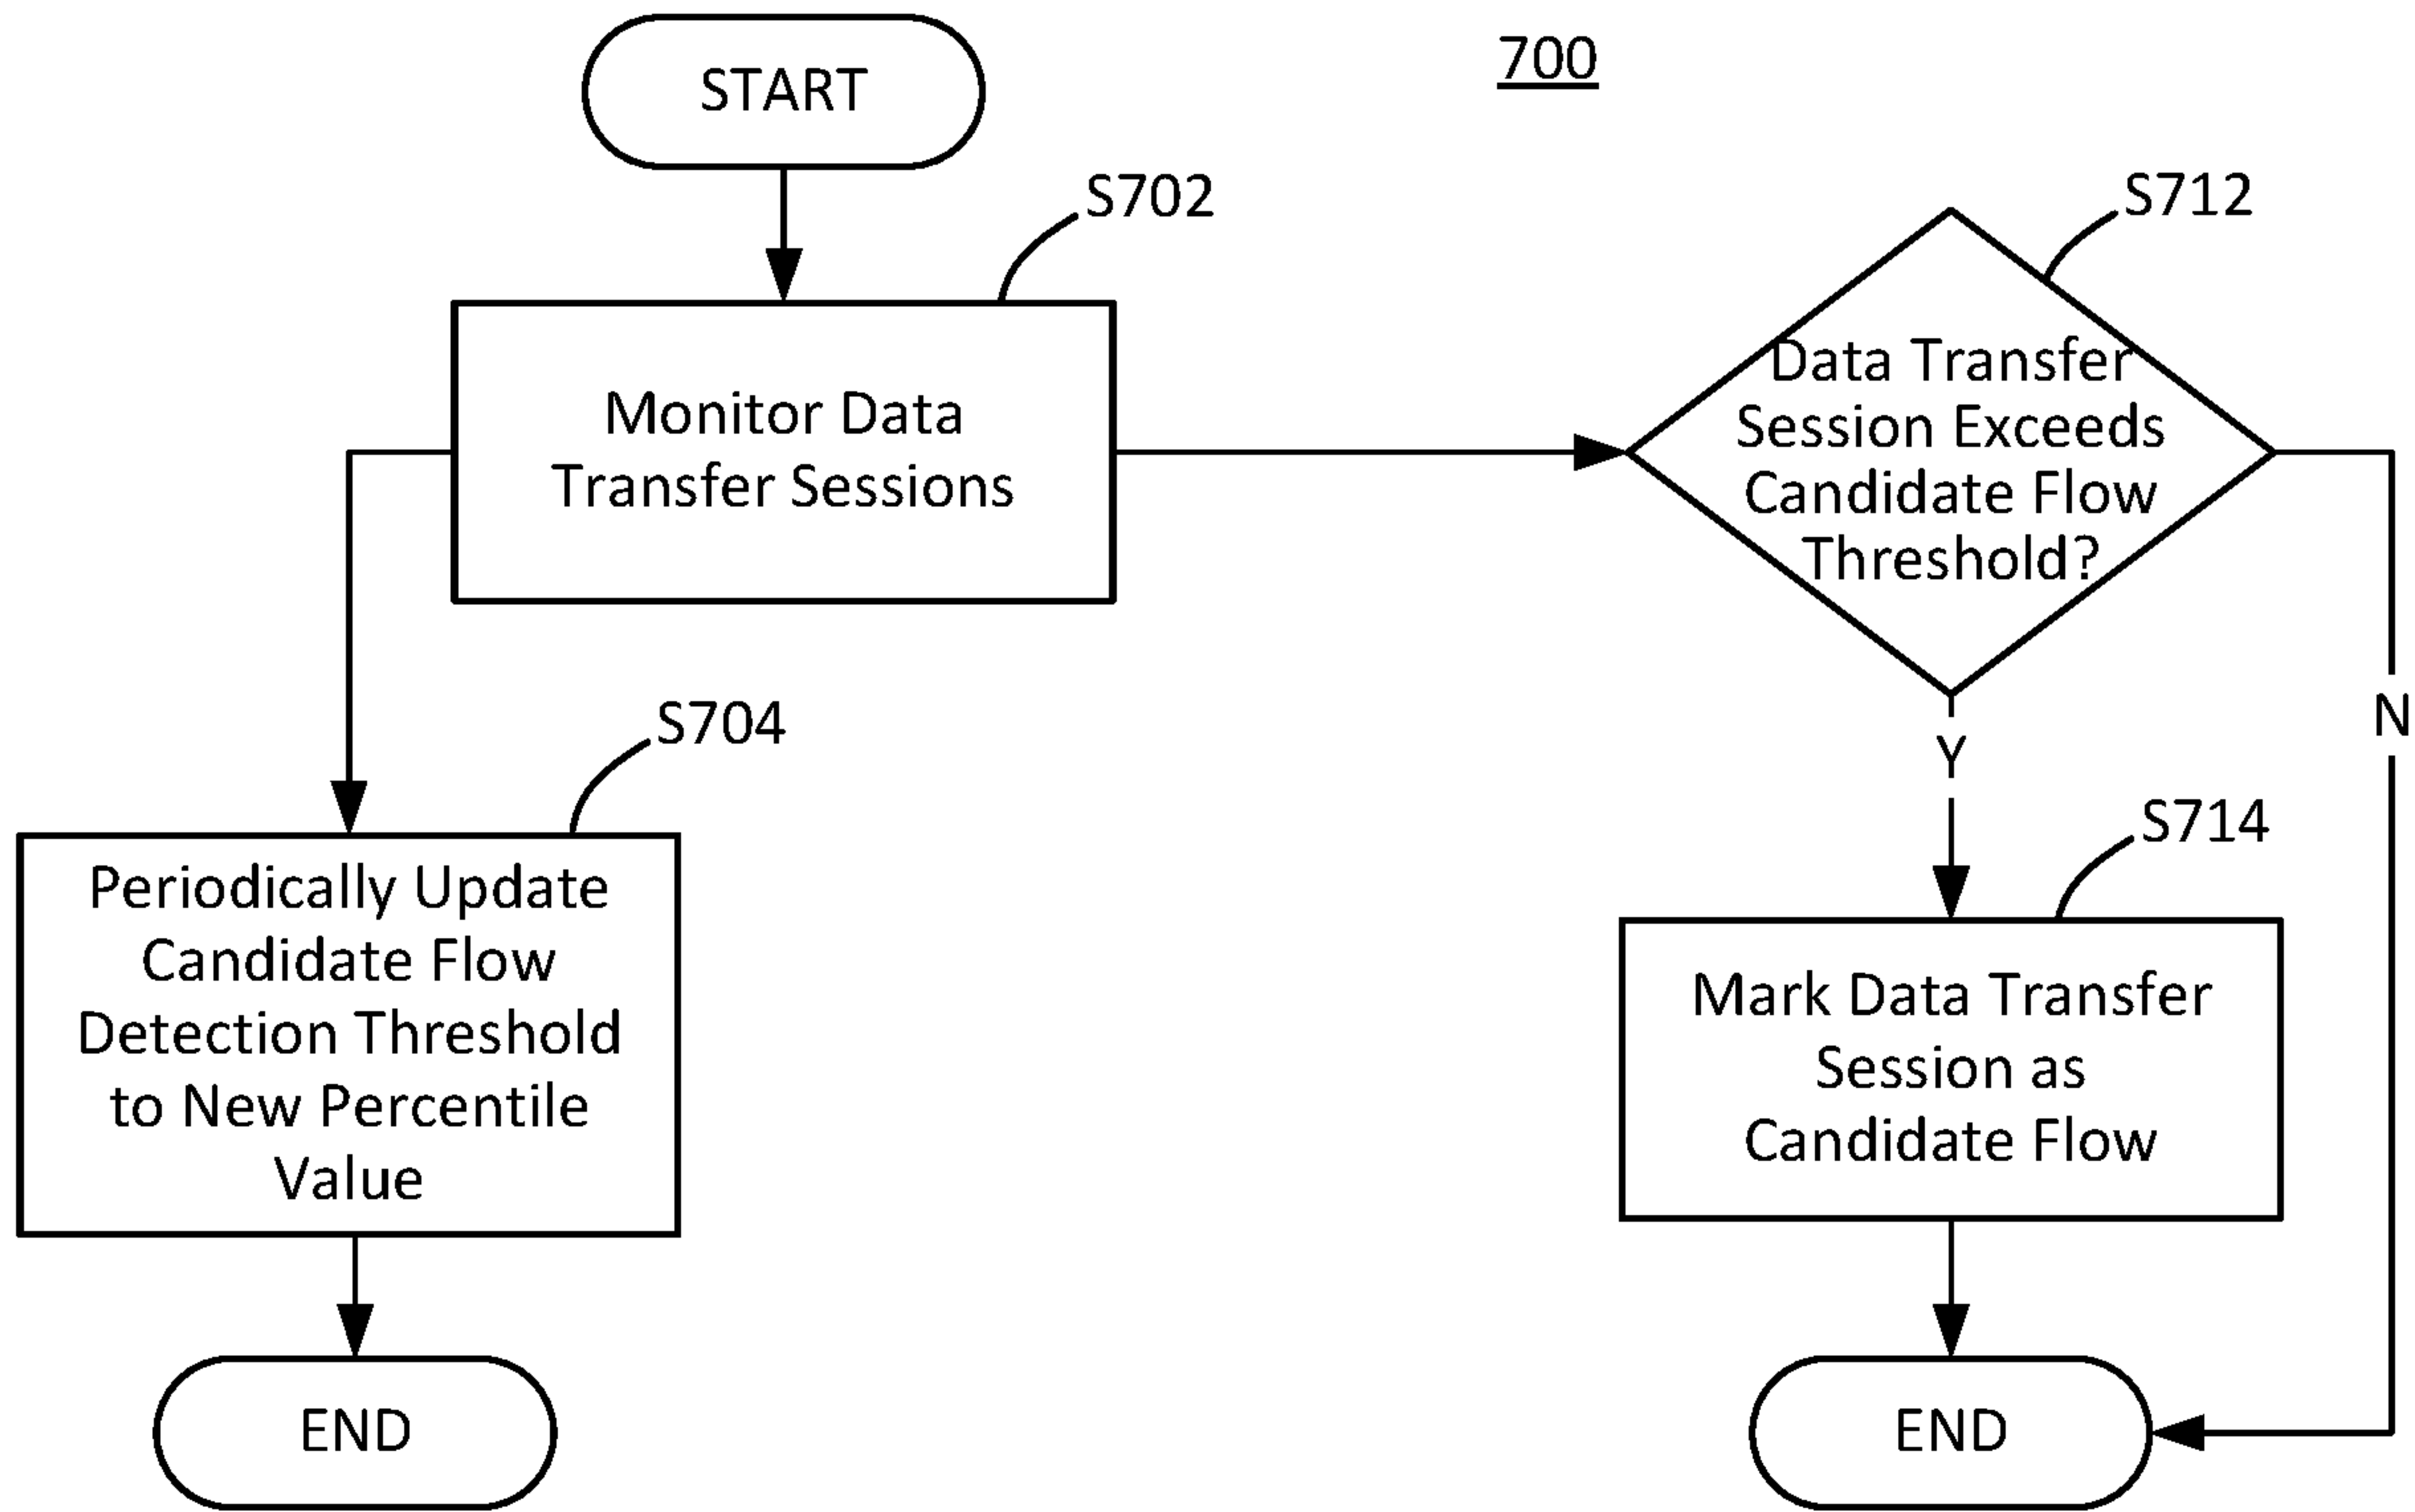 START
700
S702
Monitor Data
Transfer Sessions
S712
Data Transfer
Session Exceeds
Candidate Flow
Threshold?
N
Y
S704
Periodically Update
Candidate Flow
Detection Threshold
to New Percentile
Value
S714
Mark Data Transfer
Session as
Candidate Flow
END
END